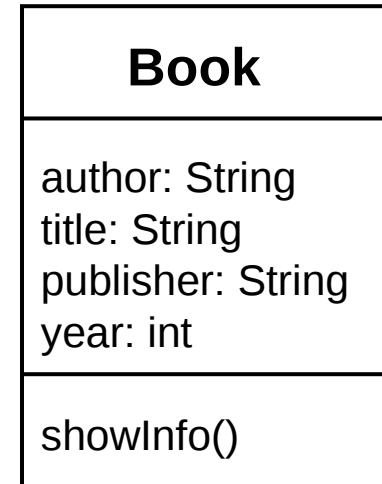 Book
author: String
title: String
publisher: String
year: int
showInfo()